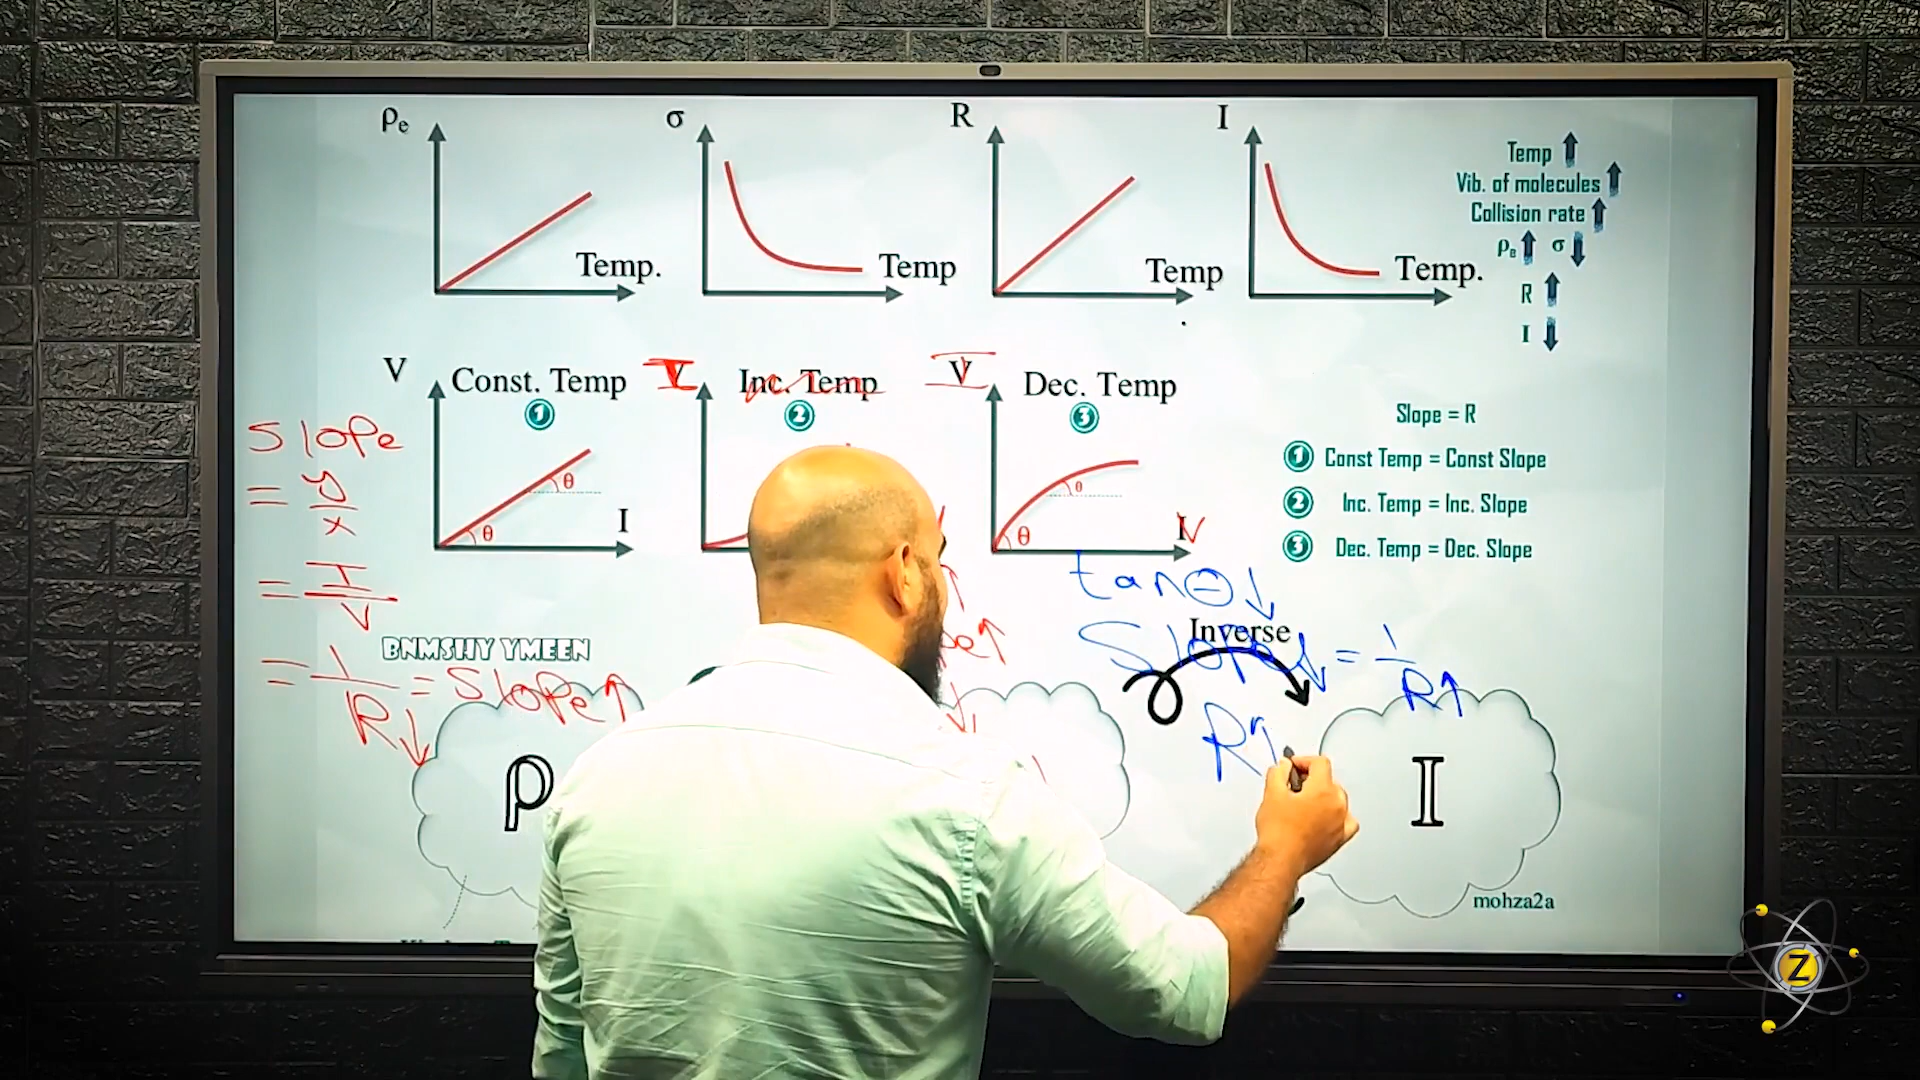 ρe
σ
R
I
Temp.
Temp
Temp
Temp.
Temp
Vib. of molecules
Collision rate
ρe σ
R
I
V
Const. Temp
1
θ
θ
I
I
Inc. Temp
2
V
Dec. Temp
3
θ
θ
V
Slope = R
1 Const Temp = Const Slope
2 Inc. Temp = Inc. Slope
3 Dec. Temp = Dec. Slope
Slope
= y/x
= I/V
= 1/R = Slope↑
R↓
tanθ↓
Slope↓ = 1/R↑
R↑
Inverse
BNMSHY YMEEN
ρ
I
mohza2a
Z